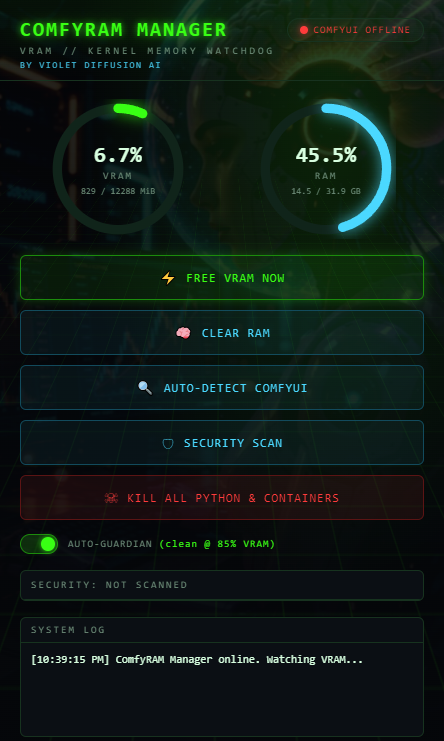 COMFYRAM MANAGER
COMFYUI OFFLINE
VRAM // KERNEL MEMORY WATCHDOG
BY VIOLET DIFFUSION AI
6.7%
VRAM
829 / 12288 MiB
45.5%
RAM
14.5 / 31.9 GB
⚡ FREE VRAM NOW
🧠 CLEAR RAM
🔍 AUTO-DETECT COMFYUI
🛡 SECURITY SCAN
☠ KILL ALL PYTHON & CONTAINERS
AUTO-GUARDIAN (clean @ 85% VRAM)
SECURITY: NOT SCANNED
SYSTEM LOG
[10:39:15 PM] ComfyRAM Manager online. Watching VRAM...